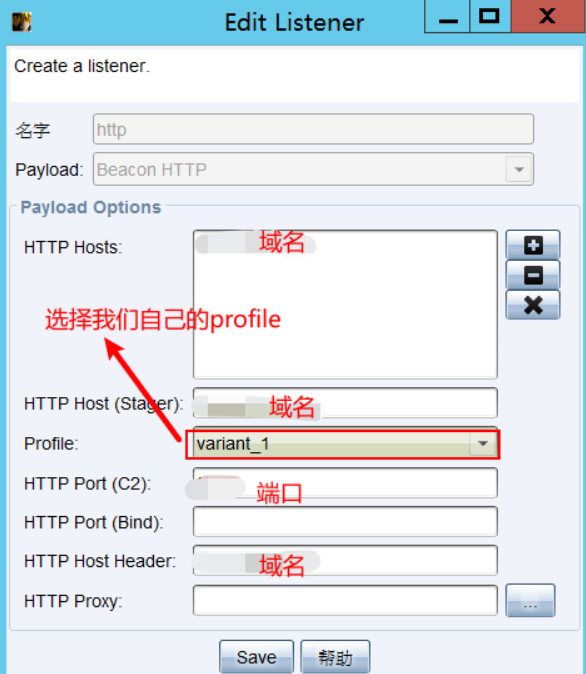 Edit Listener
Create a listener.
名字 http
Payload: Beacon HTTP
Payload Options
HTTP Hosts: 域名
选择我们自己的profile
HTTP Host (Stager): 域名
Profile: variant_1
HTTP Port (C2): 端口
HTTP Port (Bind):
HTTP Host Header: 域名
HTTP Proxy: ...
Save 帮助